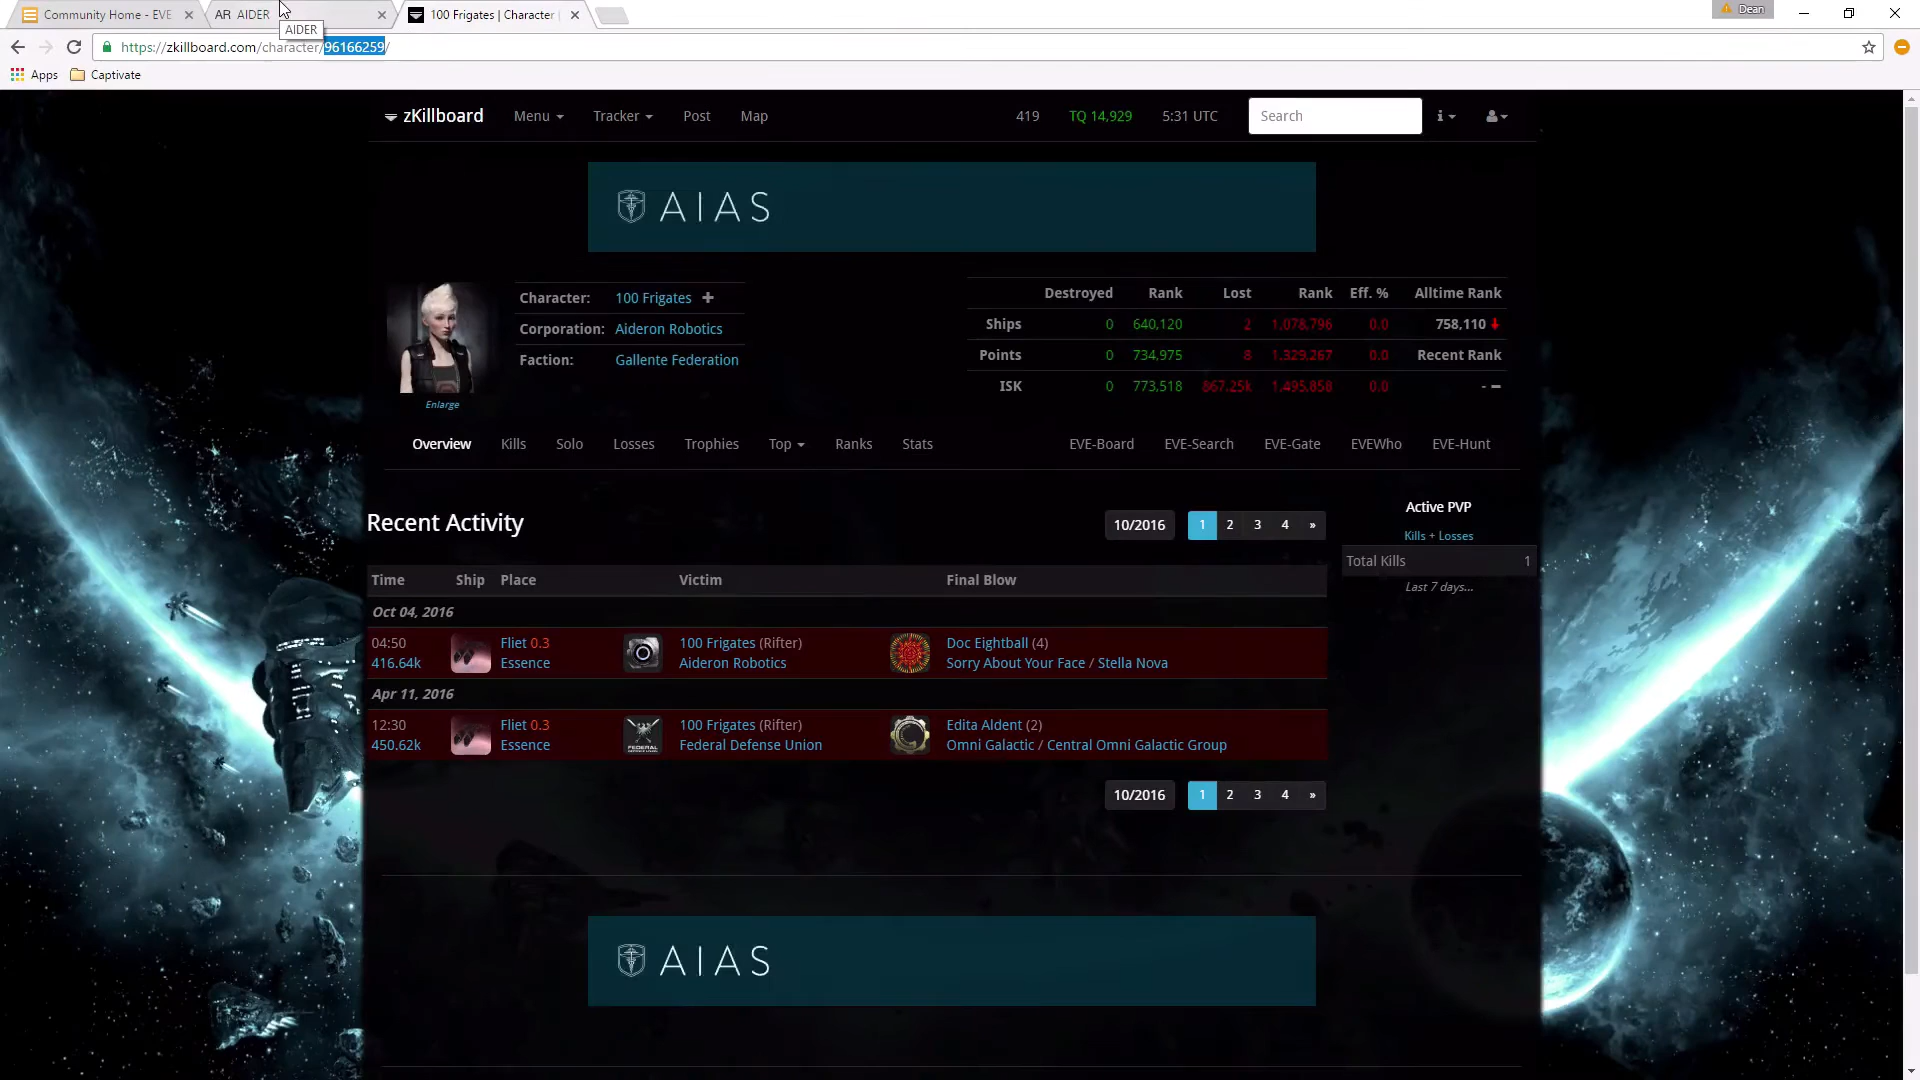 Community Home - EVE
AR AIDER
100 Frigates | Character
Dean
AIDER
https://zkillboard.com/character/96166259/
Apps Captivate
zKillboard Menu Tracker Post Map 419 TQ 14,929 5:31 UTC Search
AIAS
Character: 100 Frigates
Corporation: Aideron Robotics
Faction: Gallente Federation
Enlarge
Destroyed Rank Lost Rank Eff. % Alltime Rank
Ships 0 640,120 2 1,078,796 0.0 758,110
Points 0 734,975 8 1,329,267 0.0 Recent Rank
ISK 0 773,518 867.25k 1,495,858 0.0 -
Overview Kills Solo Losses Trophies Top Ranks Stats EVE-Board EVE-Search EVE-Gate EVEWho EVE-Hunt
Recent Activity
10/2016 1 2 3 4 »
Active PVP
Kills + Losses
Total Kills 1
Last 7 days...
Time Ship Place Victim Final Blow
Oct 04, 2016
04:50 Fliet 0.3 100 Frigates (Rifter) Doc Eightball (4)
416.64k Essence Aideron Robotics Sorry About Your Face / Stella Nova
Apr 11, 2016
12:30 Fliet 0.3 100 Frigates (Rifter) Edita Aldent (2)
450.62k Essence FEDERAL Federal Defense Union Omni Galactic / Central Omni Galactic Group
10/2016 1 2 3 4 »
AIAS